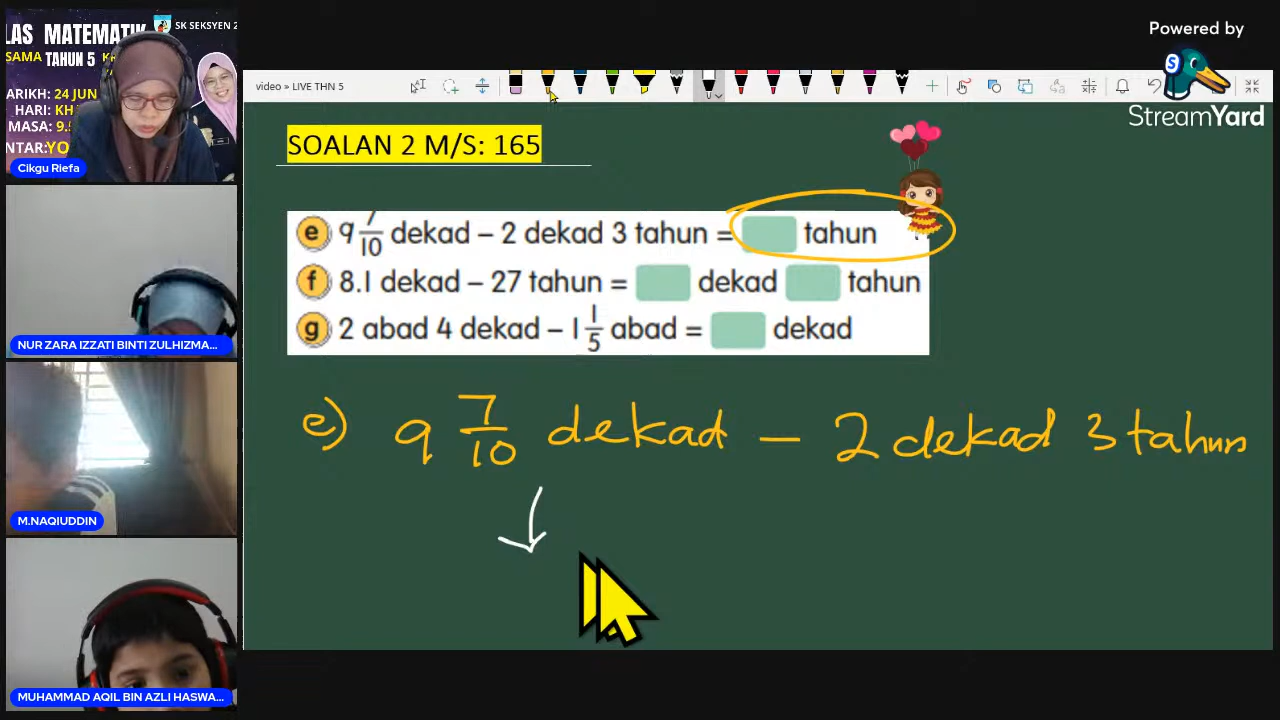 LAS MATEMATIK
SAMA TAHUN 5
SK SEKSYEN 2
ARIKH: 24 JUN
HARI: KH
MASA: 9.
NTAR:YO
Cikgu Riefa
NUR ZARA IZZATI BINTI ZULHIZMA...
M.NAQIUDDIN
MUHAMMAD AQIL BIN AZLI HASWA...
Powered by
StreamYard
video » LIVE THN 5
SOALAN 2 M/S: 165
e 9 7/10 dekad – 2 dekad 3 tahun = tahun
f 8.1 dekad – 27 tahun = dekad tahun
g 2 abad 4 dekad – 1 1/5 abad = dekad
e) 9 7/10 dekad – 2 dekad 3 tahun